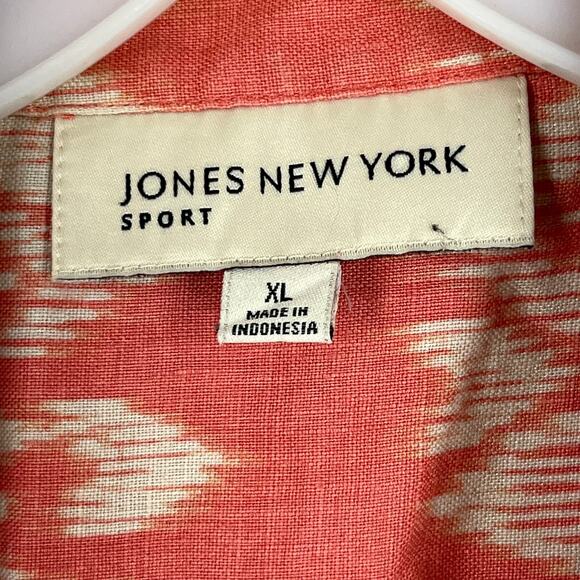 JONES NEW YORK
SPORT
XL
MADE IN
INDONESIA